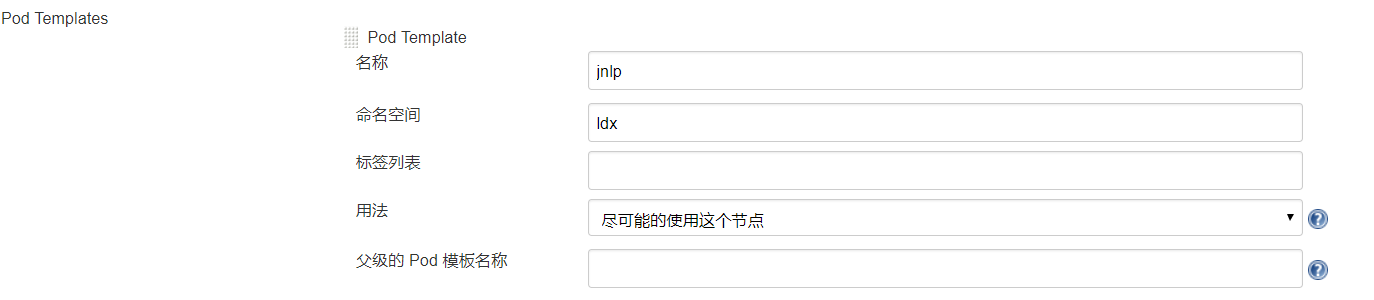 Pod Templates
Pod Template
名称
jnlp
命名空间
ldx
标签列表
用法
尽可能的使用这个节点
父级的 Pod 模板名称